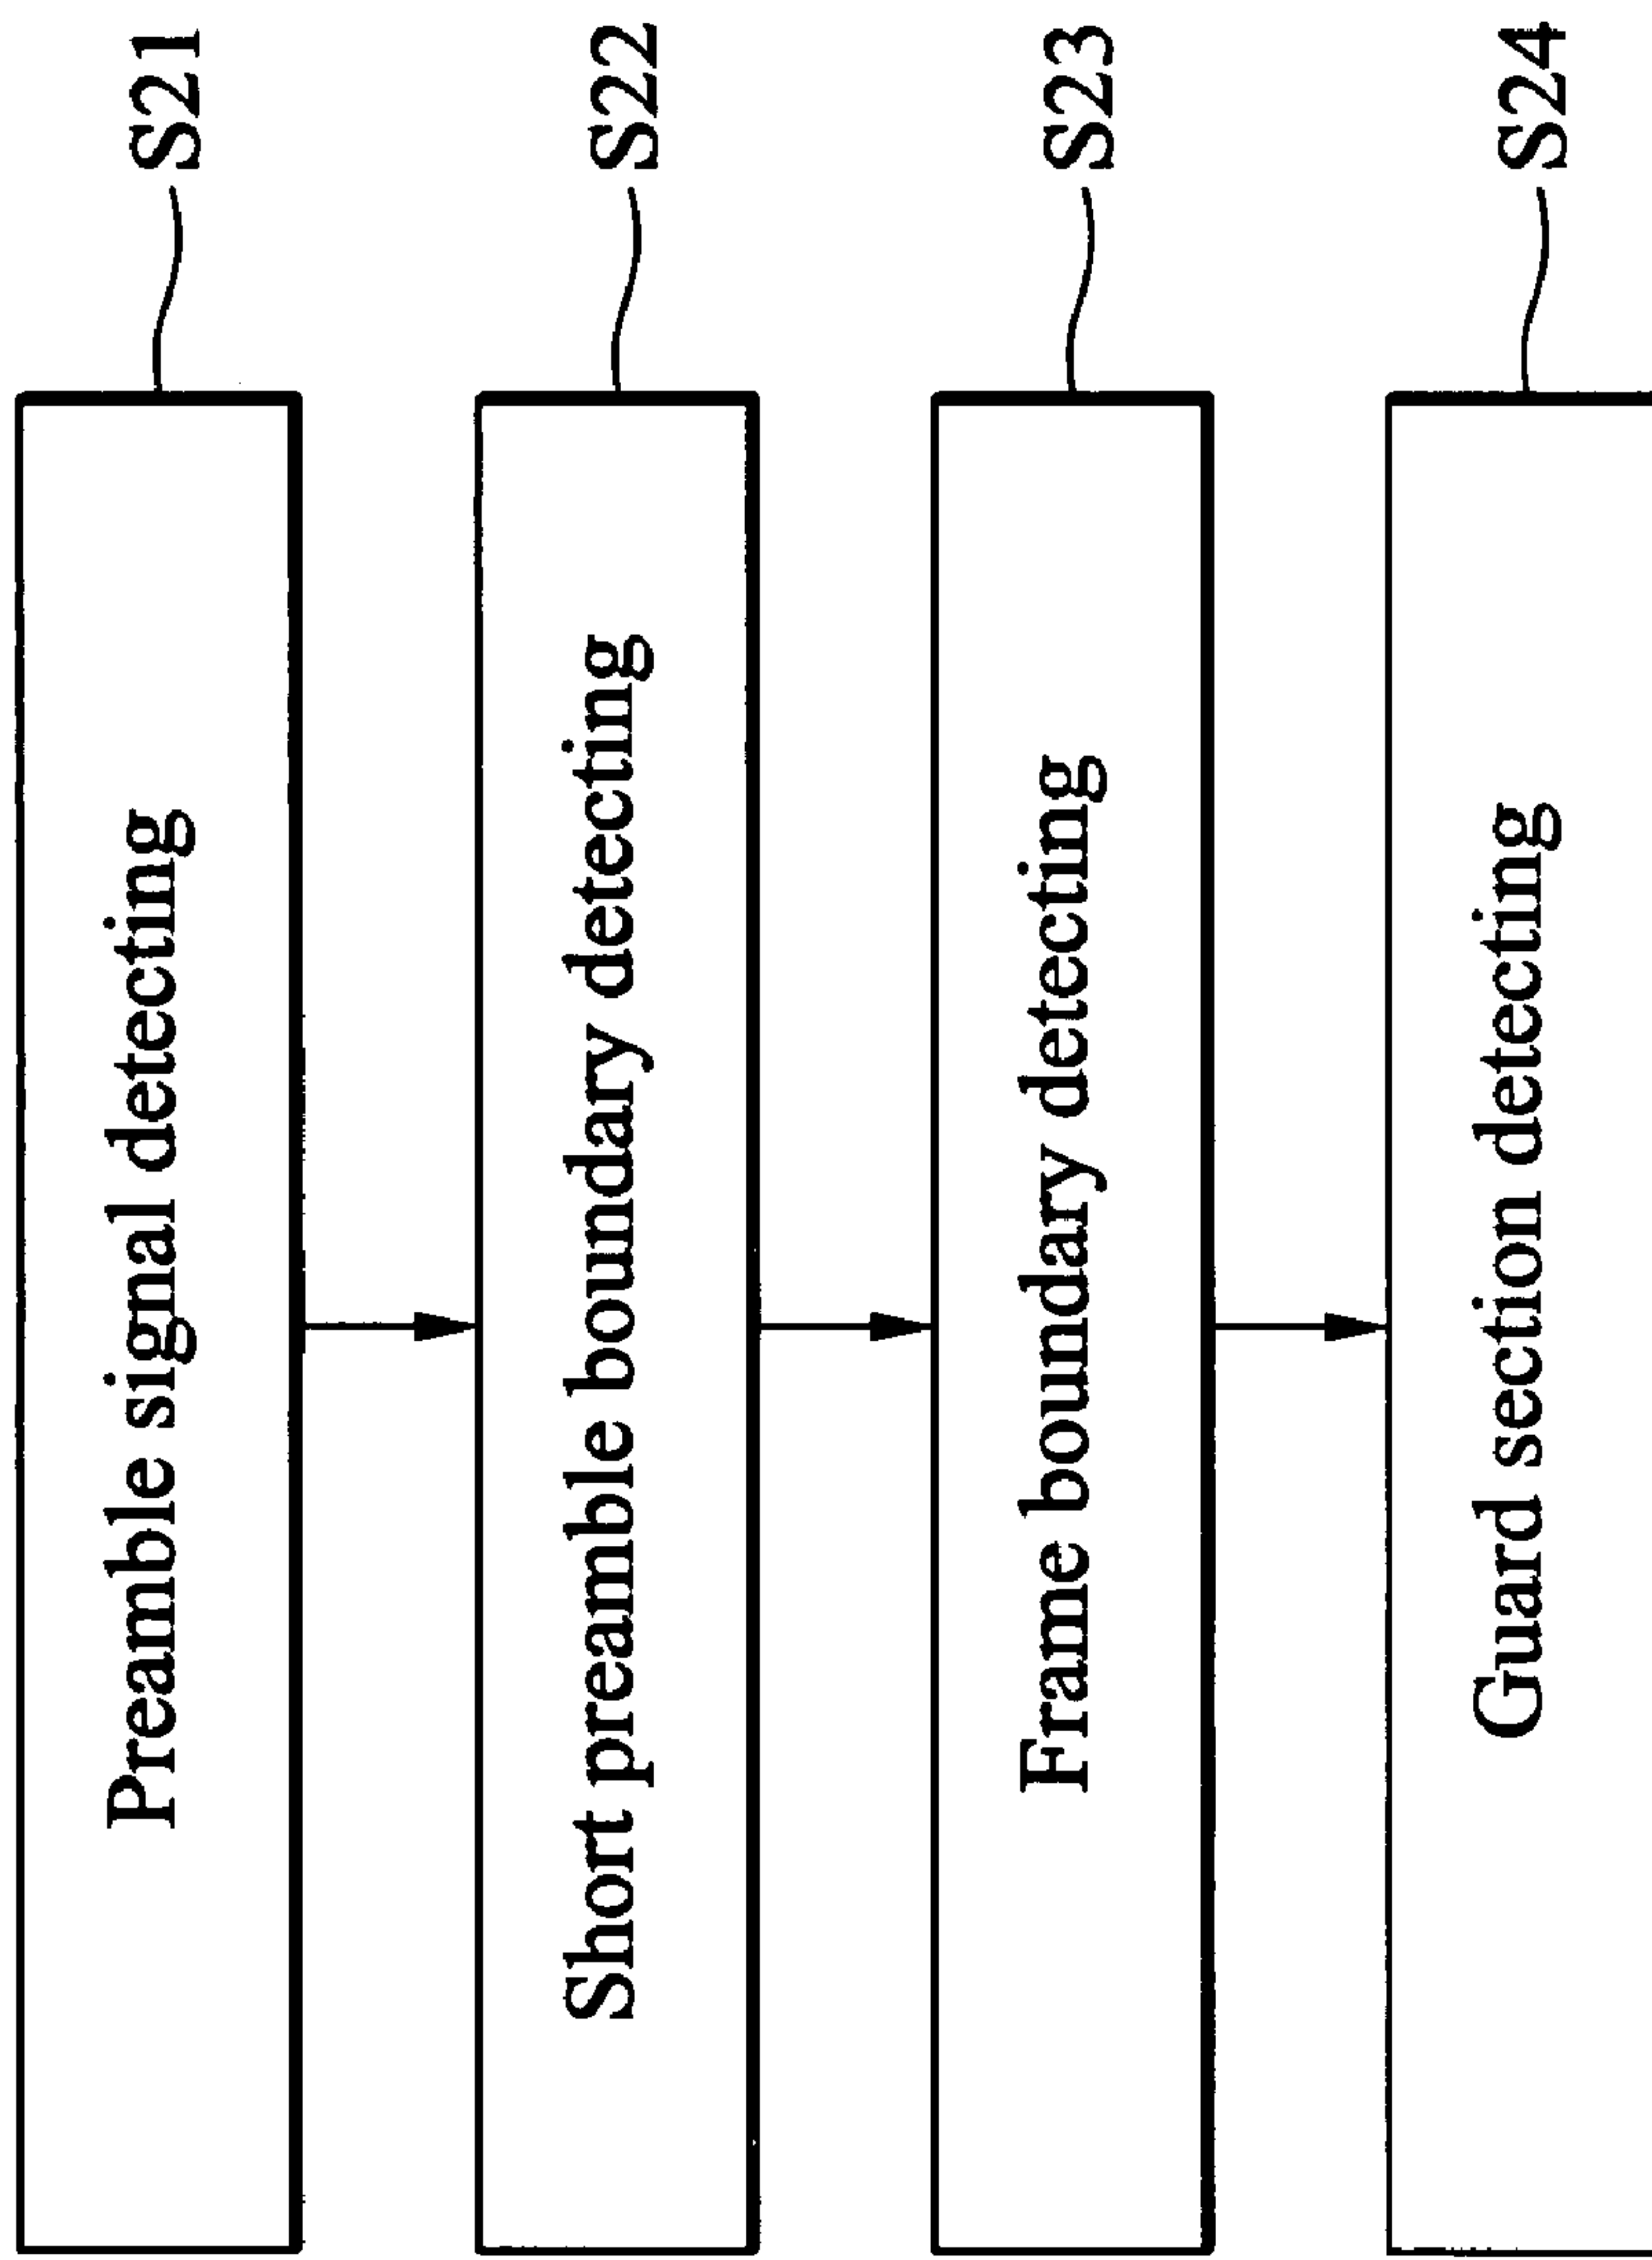 Preamble signal detecting
S21
Short preamble boundary detecting
S22
Frame boundary detecting
S23
Guard section detecting
S24